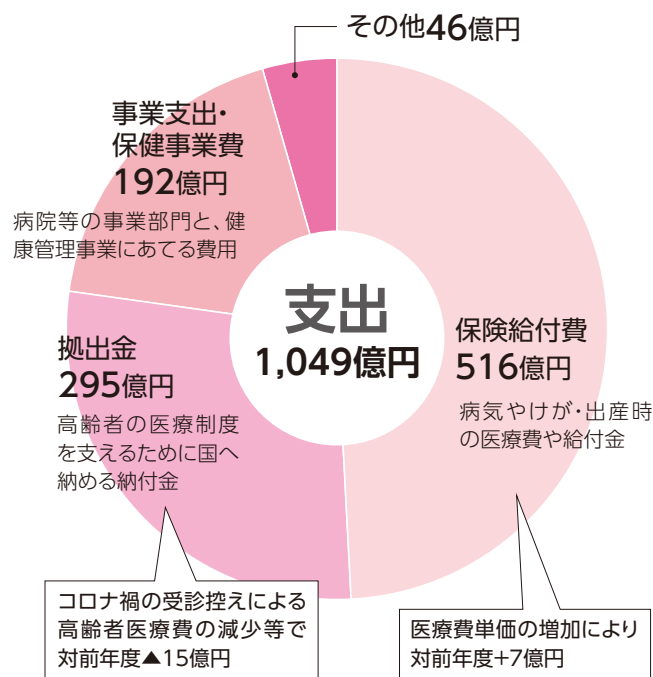 その他46億円
事業支出・
保健事業費
192億円
病院等の事業部門と、健
康管理事業にあてる費用
支出
1,049億円
保険給付費
516億円
病気やけが・出産時
の医療費や給付金
拠出金
295億円
高齢者の医療制度
を支えるために国へ
納める納付金
コロナ禍の受診控えによる
高齢者医療費の減少等で
対前年度▲15億円
医療費単価の増加により
対前年度+7億円